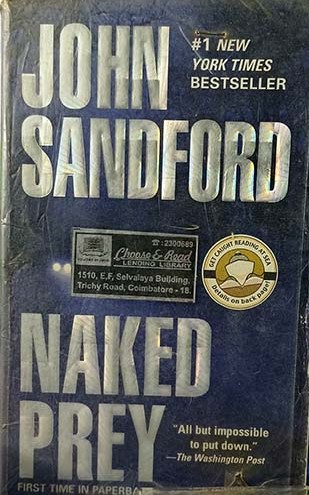 JOHN
SANDFORD
#1 NEW
YORK TIMES
BESTSELLER
☎:2300689
Choose & Read
LENDING LIBRARY
1510, E.F, Selvalaya Building,
Trichy Road, Coimbatore - 18.
GET CAUGHT READING AT SEA
Details on back page!
NAKED
PREY
"All but impossible
to put down."
—The Washington Post
FIRST TIME IN PAPERBA